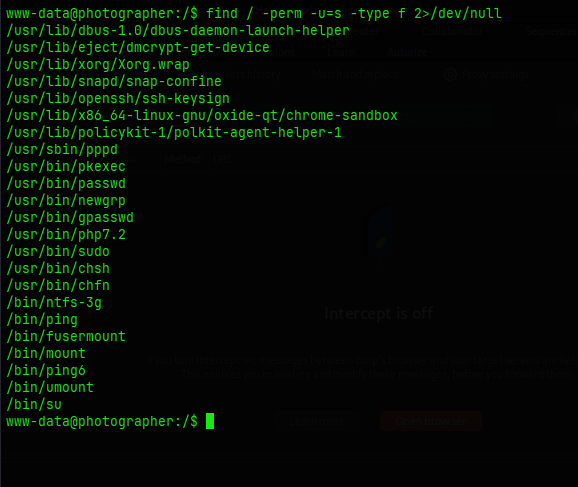 www-data@photographer:/$ find / -perm -u=s -type f 2>/dev/null
/usr/lib/dbus-1.0/dbus-daemon-launch-helper
/usr/lib/eject/dmcrypt-get-device
/usr/lib/xorg/Xorg.wrap
/usr/lib/snapd/snap-confine
/usr/lib/openssh/ssh-keysign
/usr/lib/x86_64-linux-gnu/oxide-qt/chrome-sandbox
/usr/lib/policykit-1/polkit-agent-helper-1
/usr/sbin/pppd
/usr/bin/pkexec
/usr/bin/passwd
/usr/bin/newgrp
/usr/bin/gpasswd
/usr/bin/php7.2
/usr/bin/sudo
/usr/bin/chsh
/usr/bin/chfn
/bin/ntfs-3g
/bin/ping
/bin/fusermount
/bin/mount
/bin/ping6
/bin/umount
/bin/su
www-data@photographer:/$
Intercept is off